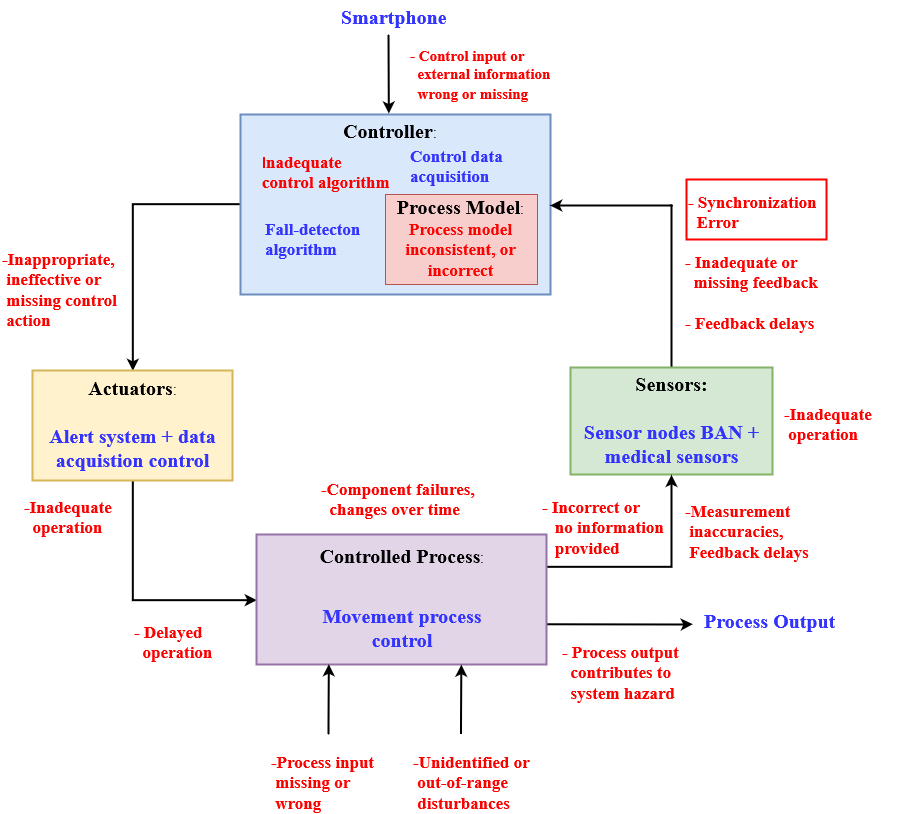 Smartphone
- Control input or
external information
wrong or missing
Controller:
Inadequate
control algorithm
Control data
acquisition
Fall-detecton
algorithm
Process Model:
Process model
inconsistent, or
incorrect
- Synchronization
Error
- Inadequate or
missing feedback
- Feedback delays
-Inappropriate,
ineffective or
missing control
action
Actuators:
Alert system + data
acquistion control
Sensors:
Sensor nodes BAN +
medical sensors
-Inadequate
operation
-Inadequate
operation
-Component failures,
changes over time
- Incorrect or
no information
provided
-Measurement
inaccuracies,
Feedback delays
Controlled Process:
Movement process
control
- Delayed
operation
Process Output
- Process output
contributes to
system hazard
-Process input
missing or
wrong
-Unidentified or
out-of-range
disturbances